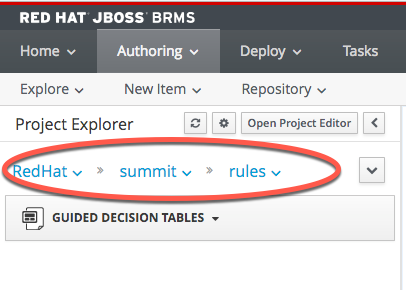 RED HAT JBOSS BRMS
Home Authoring Deploy Tasks
Explore New Item Repository
Project Explorer Open Project Editor
RedHat » summit » rules
GUIDED DECISION TABLES